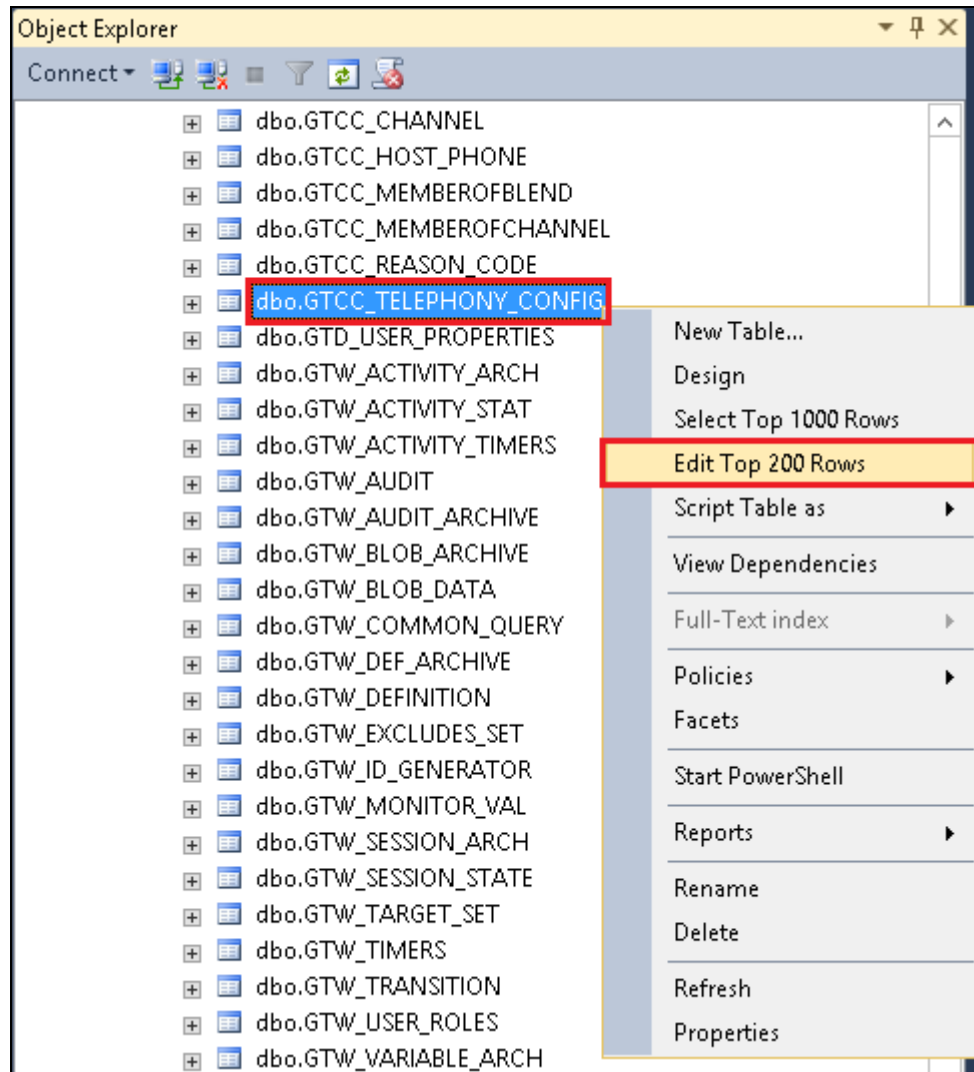 Object Explorer
Connect
dbo.GTCC_CHANNEL
dbo.GTCC_HOST_PHONE
dbo.GTCC_MEMBEROFBLEND
dbo.GTCC_MEMBEROFCHANNEL
dbo.GTCC_REASON_CODE
dbo.GTCC_TELEPHONY_CONFIG
dbo.GTD_USER_PROPERTIES
dbo.GTW_ACTIVITY_ARCH
dbo.GTW_ACTIVITY_STAT
dbo.GTW_ACTIVITY_TIMERS
dbo.GTW_AUDIT
dbo.GTW_AUDIT_ARCHIVE
dbo.GTW_BLOB_ARCHIVE
dbo.GTW_BLOB_DATA
dbo.GTW_COMMON_QUERY
dbo.GTW_DEF_ARCHIVE
dbo.GTW_DEFINITION
dbo.GTW_EXCLUDES_SET
dbo.GTW_ID_GENERATOR
dbo.GTW_MONITOR_VAL
dbo.GTW_SESSION_ARCH
dbo.GTW_SESSION_STATE
dbo.GTW_TARGET_SET
dbo.GTW_TIMERS
dbo.GTW_TRANSITION
dbo.GTW_USER_ROLES
dbo.GTW_VARIABLE_ARCH
New Table...
Design
Select Top 1000 Rows
Edit Top 200 Rows
Script Table as
View Dependencies
Full-Text index
Policies
Facets
Start PowerShell
Reports
Rename
Delete
Refresh
Properties